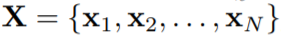 X = {x₁, x₂, . . . , x_N}